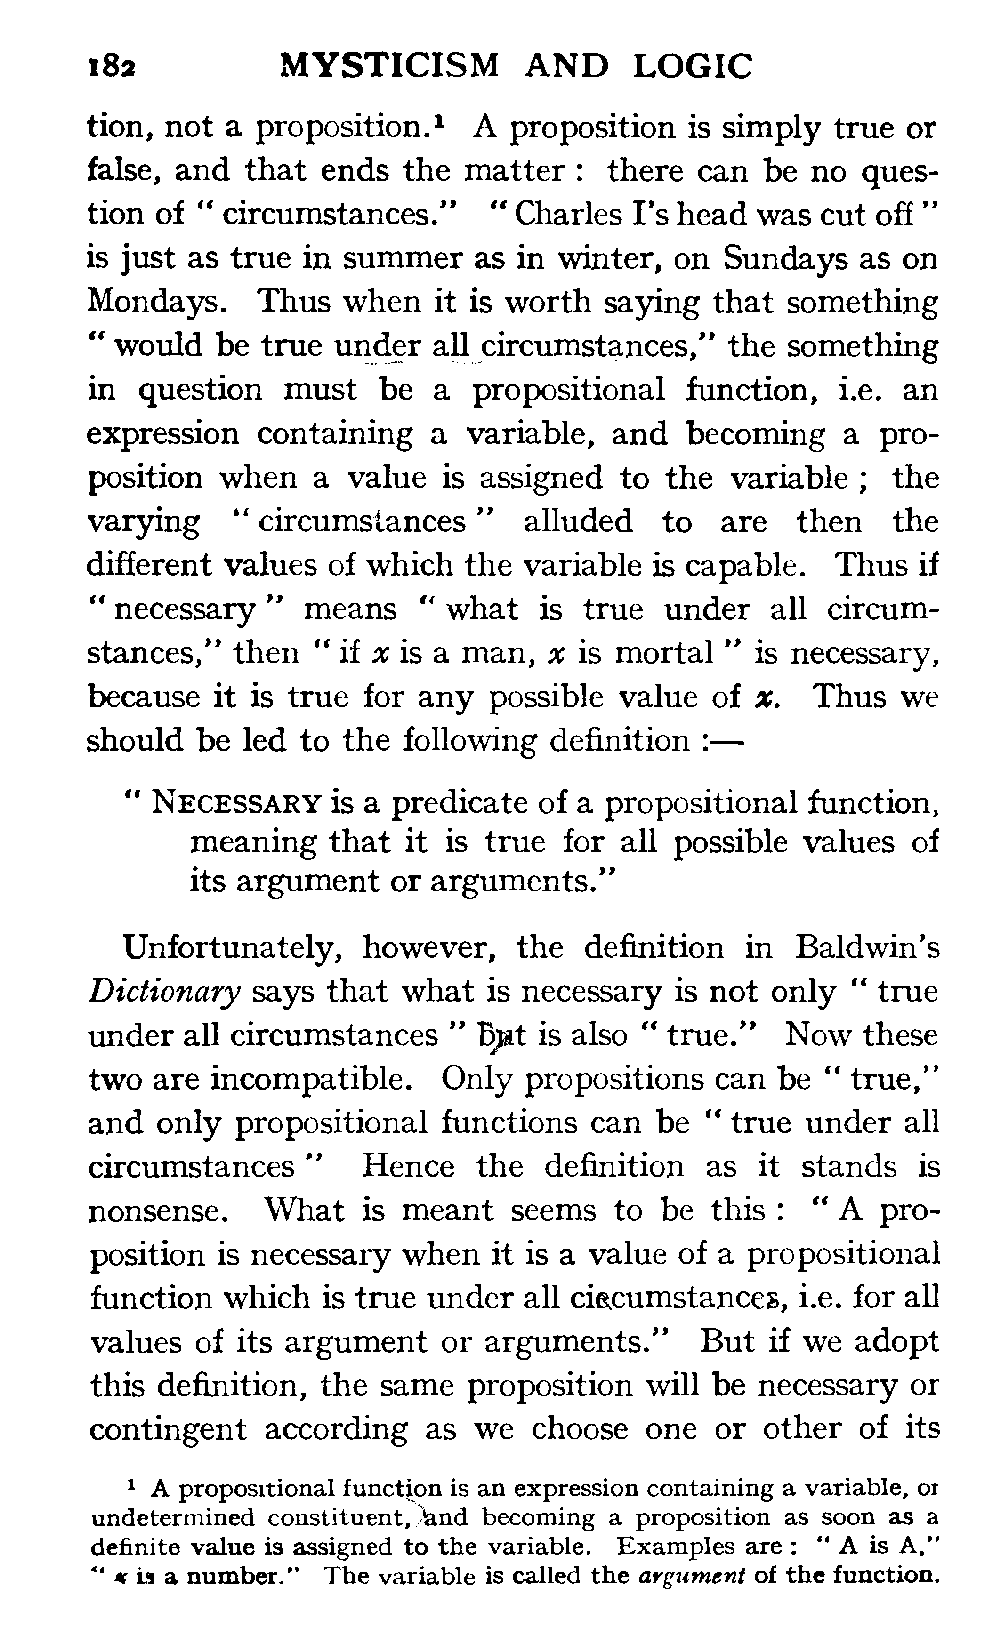 182 MYSTICISM AND LOGIC
tion, not a proposition.¹ A proposition is simply true or
false, and that ends the matter : there can be no ques-
tion of “ circumstances.” “ Charles I’s head was cut off ”
is just as true in summer as in winter, on Sundays as on
Mondays. Thus when it is worth saying that something
“ would be true under all circumstances,” the something
in question must be a propositional function, i.e. an
expression containing a variable, and becoming a pro-
position when a value is assigned to the variable ; the
varying “ circumstances ” alluded to are then the
different values of which the variable is capable. Thus if
“ necessary ” means “ what is true under all circum-
stances,” then “ if x is a man, x is mortal ” is necessary,
because it is true for any possible value of x. Thus we
should be led to the following definition :—
“ NECESSARY is a predicate of a propositional function,
meaning that it is true for all possible values of
its argument or arguments.”
Unfortunately, however, the definition in Baldwin’s
Dictionary says that what is necessary is not only “ true
under all circumstances ” but is also “ true.” Now these
two are incompatible. Only propositions can be “ true,”
and only propositional functions can be “ true under all
circumstances ” Hence the definition as it stands is
nonsense. What is meant seems to be this : “ A pro-
position is necessary when it is a value of a propositional
function which is true under all circumstances, i.e. for all
values of its argument or arguments.” But if we adopt
this definition, the same proposition will be necessary or
contingent according as we choose one or other of its
¹ A propositional function is an expression containing a variable, or
undetermined constituent, and becoming a proposition as soon as a
definite value is assigned to the variable. Examples are : “ A is A,”
“ x is a number.” The variable is called the argument of the function.